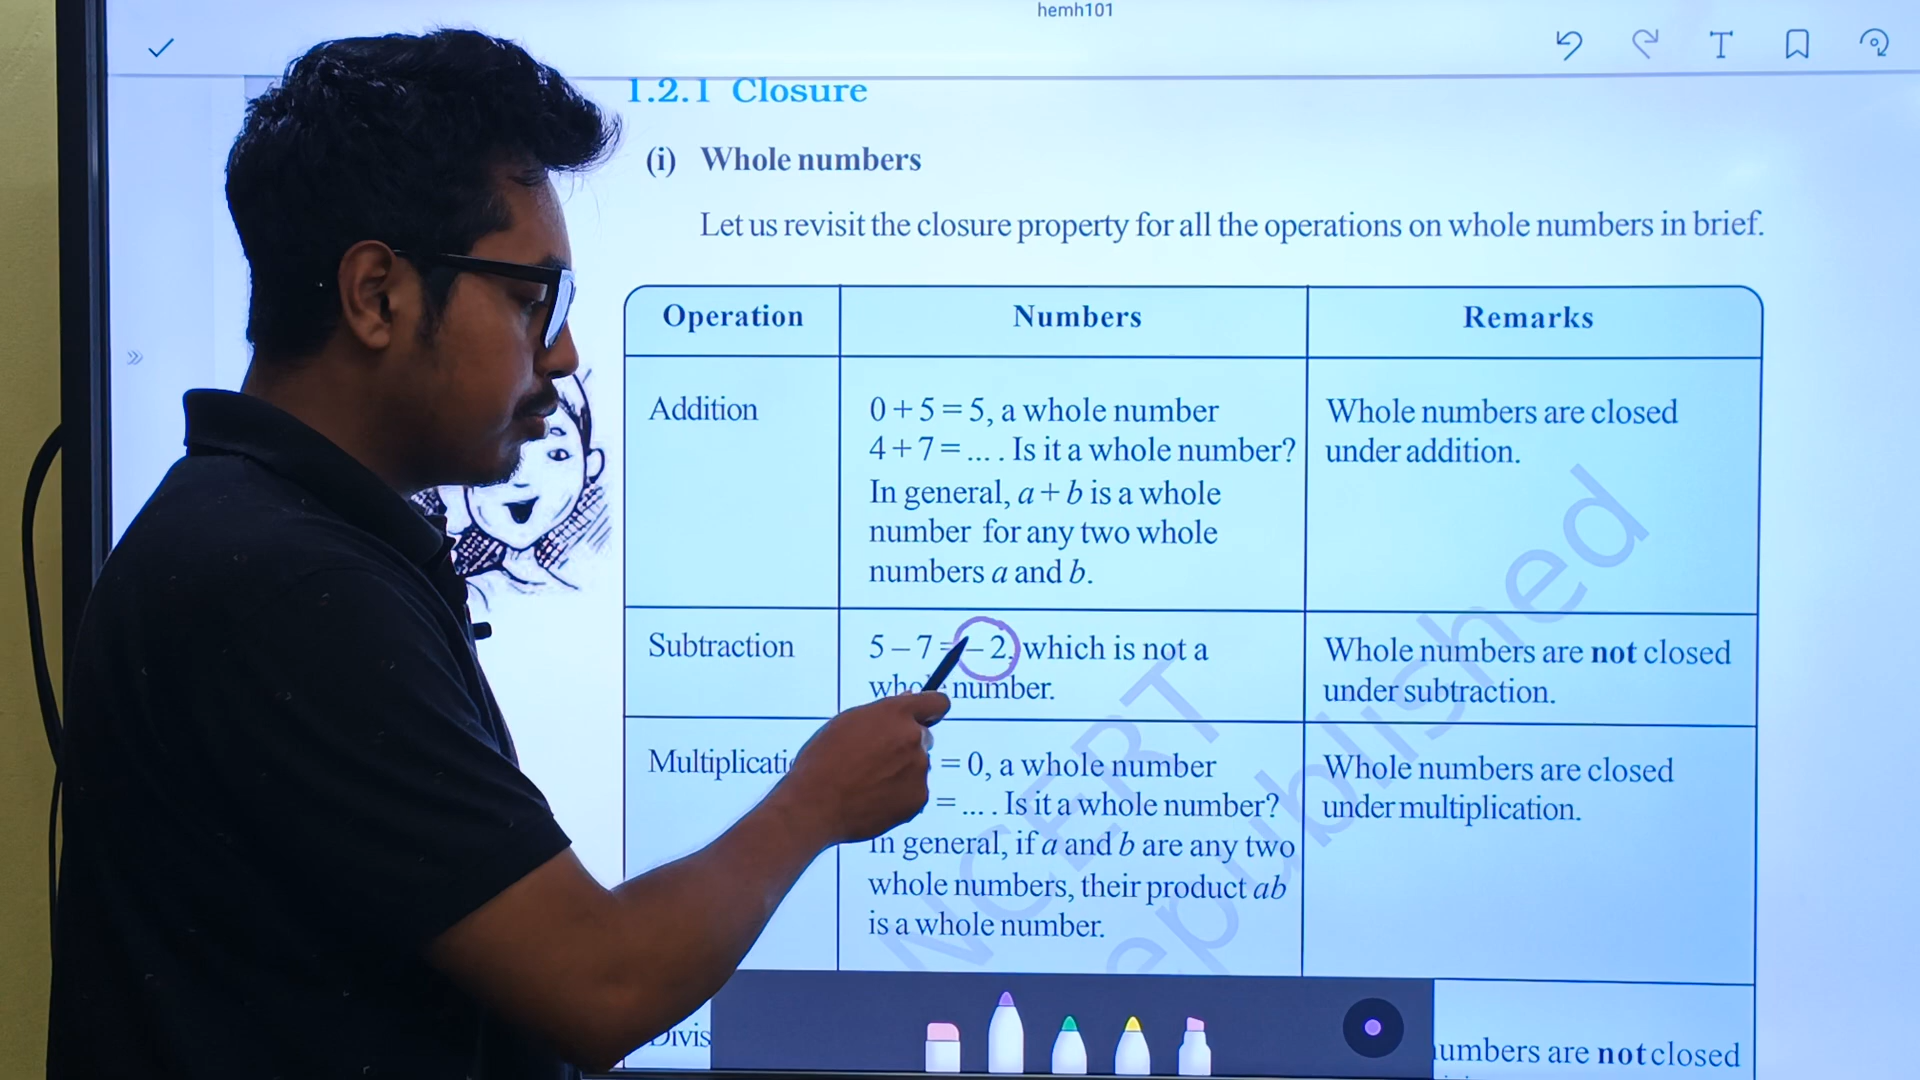 hemh101
T
1.2.1 Closure
(i) Whole numbers
Let us revisit the closure property for all the operations on whole numbers in brief.
Operation Numbers Remarks
Addition
0 + 5 = 5, a whole number
4 + 7 = ... . Is it a whole number?
In general, a + b is a whole
number for any two whole
numbers a and b.
Whole numbers are closed
under addition.
Subtraction
5 – 7 = – 2, which is not a
number.
Whole numbers are not closed
under subtraction.
= 0, a whole number
= ... . Is it a whole number?
In general, if a and b are any two
whole numbers, their product ab
is a whole number.
Whole numbers are closed
under multiplication.
not closed
NCERT
republished